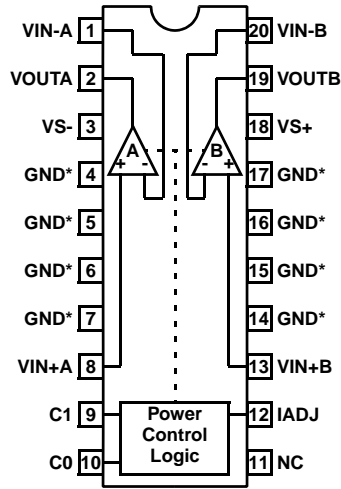 VIN-A 1 20 VIN-B
VOUTA 2 19 VOUTB
VS- 3 18 VS+
A B
+ - - +
GND* 4 17 GND*
GND* 5 16 GND*
GND* 6 15 GND*
GND* 7 14 GND*
VIN+A 8 13 VIN+B
C1 9 12 IADJ
Power
Control
Logic
C0 10 11 NC